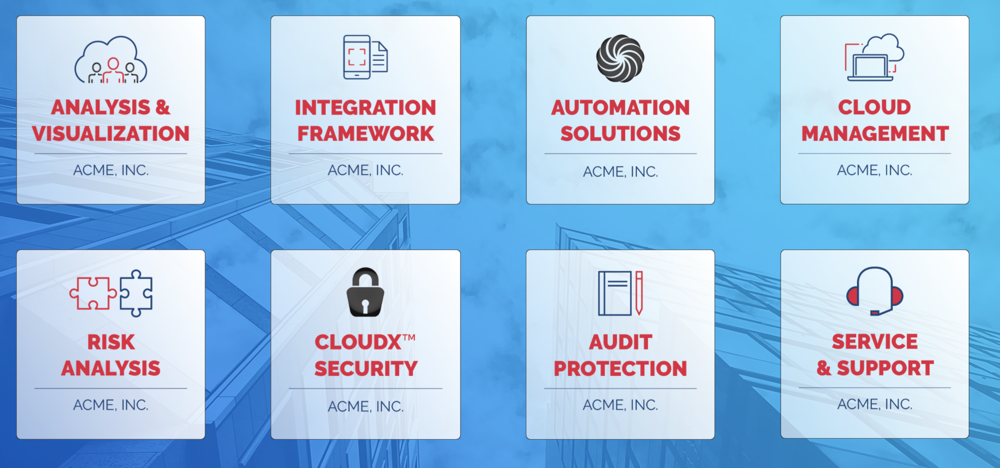 ANALYSIS &
VISUALIZATION
ACME, INC.
INTEGRATION
FRAMEWORK
ACME, INC.
AUTOMATION
SOLUTIONS
ACME, INC.
CLOUD
MANAGEMENT
ACME, INC.
RISK
ANALYSIS
ACME, INC.
CLOUDX™
SECURITY
ACME, INC.
AUDIT
PROTECTION
ACME, INC.
SERVICE
& SUPPORT
ACME, INC.